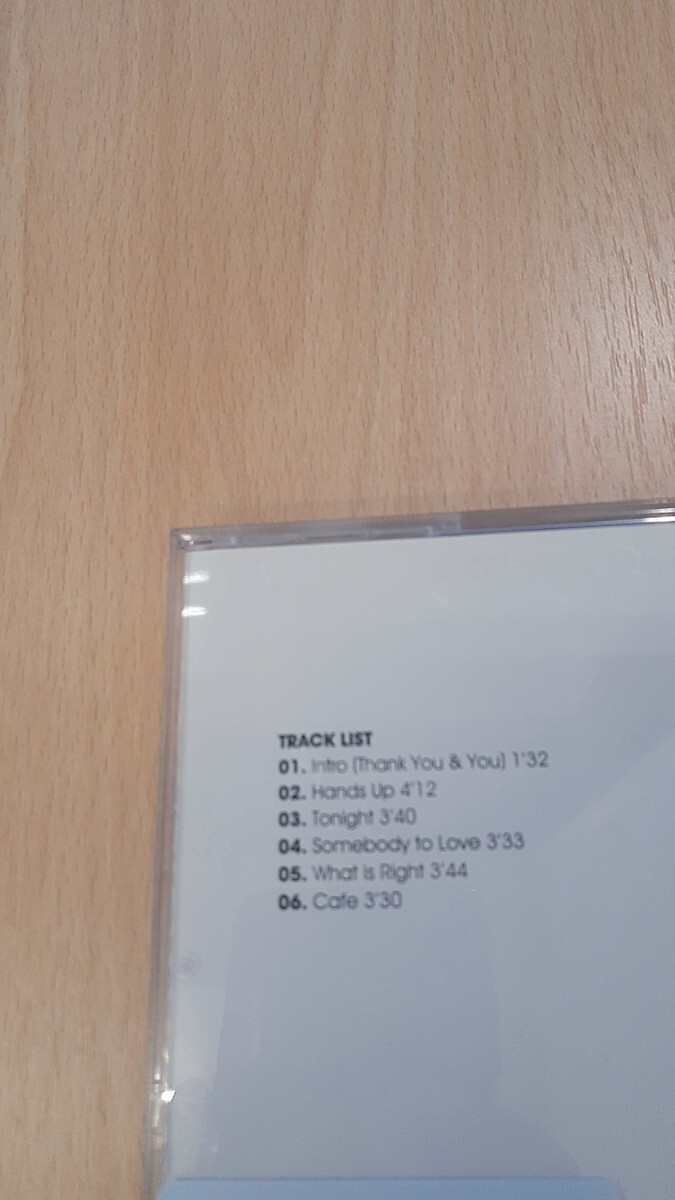 TRACK LIST
01. Intro (Thank You & You) 1'32
02. Hands Up 4'12
03. Tonight 3'40
04. Somebody to Love 3'33
05. What is Right 3'44
06. Cafe 3'30